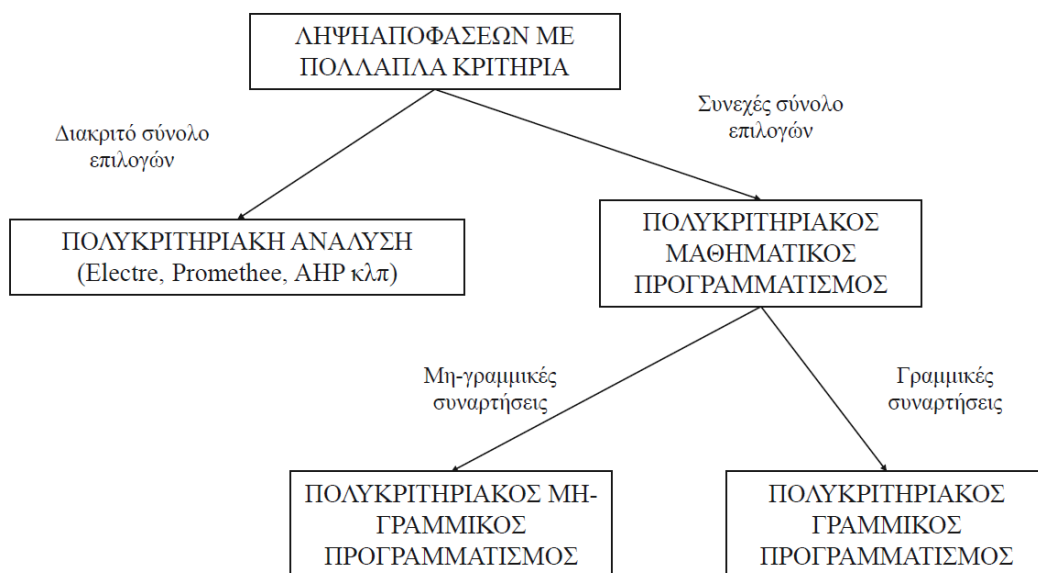 ΛΗΨΗΑΠΟΦΑΣΕΩΝ ΜΕ
ΠΟΛΛΑΠΛΑ ΚΡΙΤΗΡΙΑ
Διακριτό σύνολο
επιλογών
Συνεχές σύνολο
επιλογών
ΠΟΛΥΚΡΙΤΗΡΙΑΚΗ ΑΝΑΛΥΣΗ
(Electre, Promethee, AHP κλπ)
ΠΟΛΥΚΡΙΤΗΡΙΑΚΟΣ
ΜΑΘΗΜΑΤΙΚΟΣ
ΠΡΟΓΡΑΜΜΑΤΙΣΜΟΣ
Μη-γραμμικές
συναρτήσεις
Γραμμικές
συναρτήσεις
ΠΟΛΥΚΡΙΤΗΡΙΑΚΟΣ ΜΗ-
ΓΡΑΜΜΙΚΟΣ
ΠΡΟΓΡΑΜΜΑΤΙΣΜΟΣ
ΠΟΛΥΚΡΙΤΗΡΙΑΚΟΣ
ΓΡΑΜΜΙΚΟΣ
ΠΡΟΓΡΑΜΜΑΤΙΣΜΟΣ